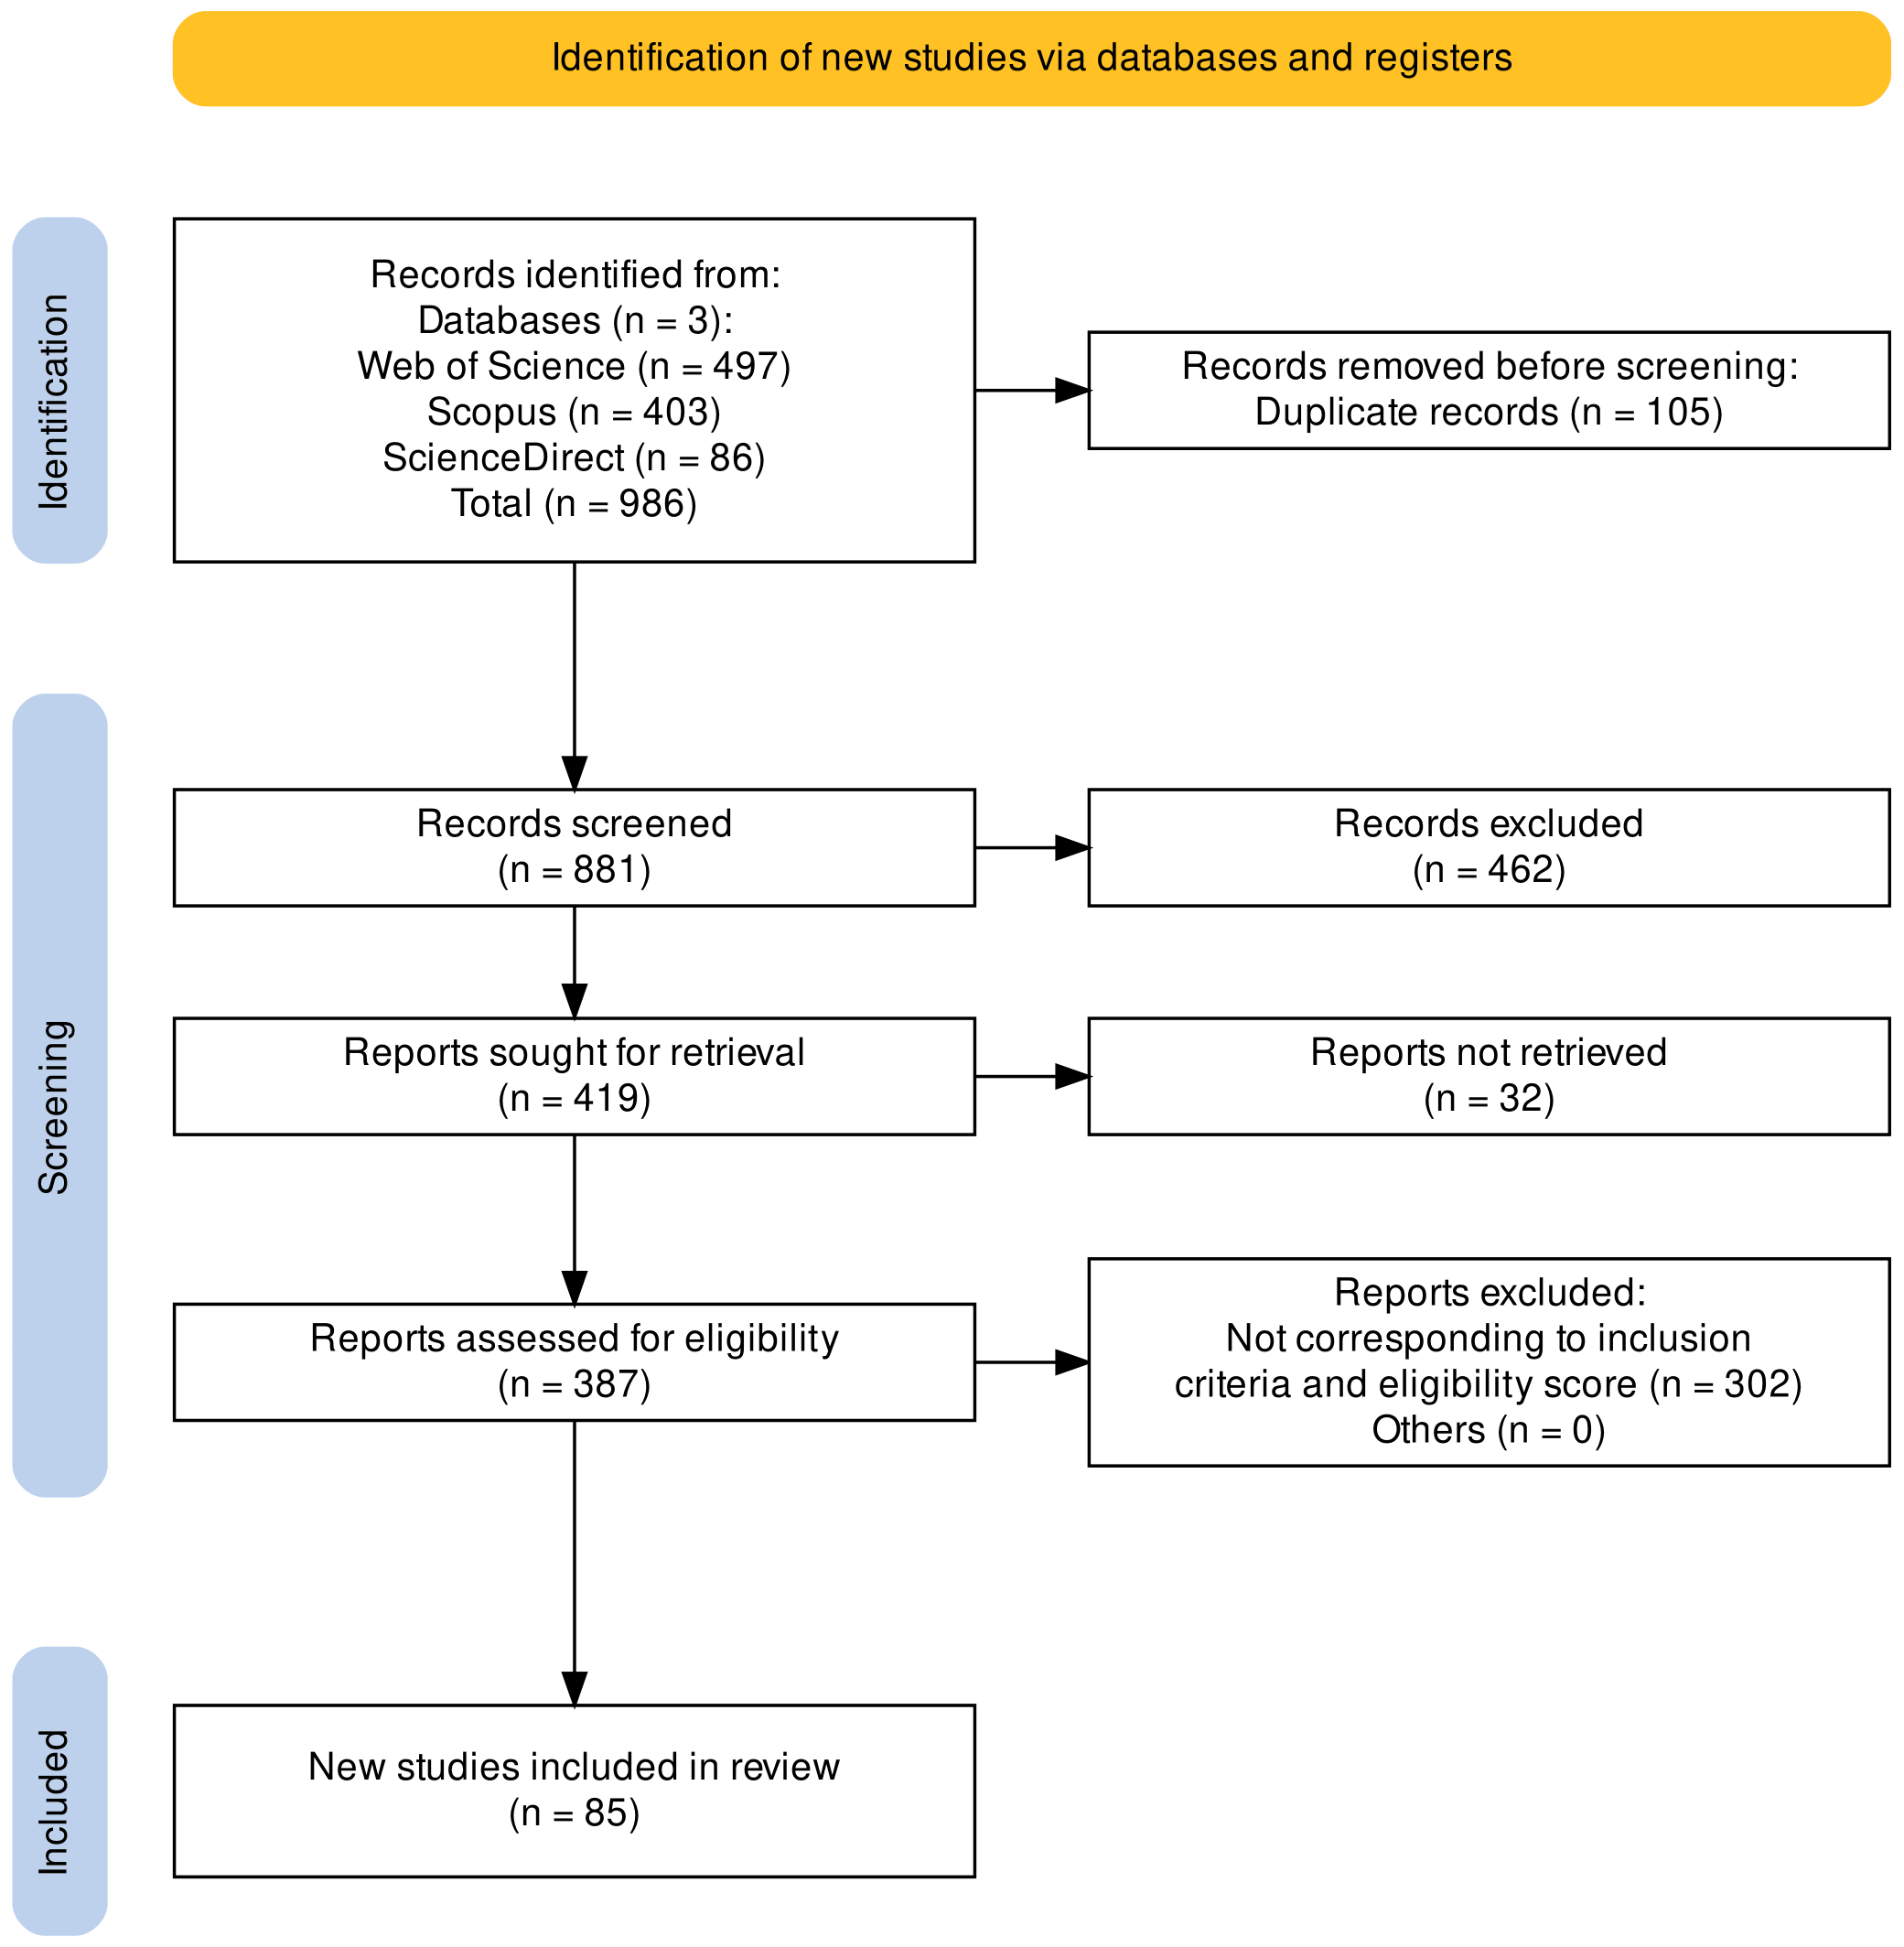 Identification of new studies via databases and registers
Identification
Records identified from:
Databases (n = 3):
Web of Science (n = 497)
Scopus (n = 403)
ScienceDirect (n = 86)
Total (n = 986)
Records removed before screening:
Duplicate records (n = 105)
Screening
Records screened
(n = 881)
Records excluded
(n = 462)
Reports sought for retrieval
(n = 419)
Reports not retrieved
(n = 32)
Reports assessed for eligibility
(n = 387)
Reports excluded:
Not corresponding to inclusion
criteria and eligibility score (n = 302)
Others (n = 0)
Included
New studies included in review
(n = 85)